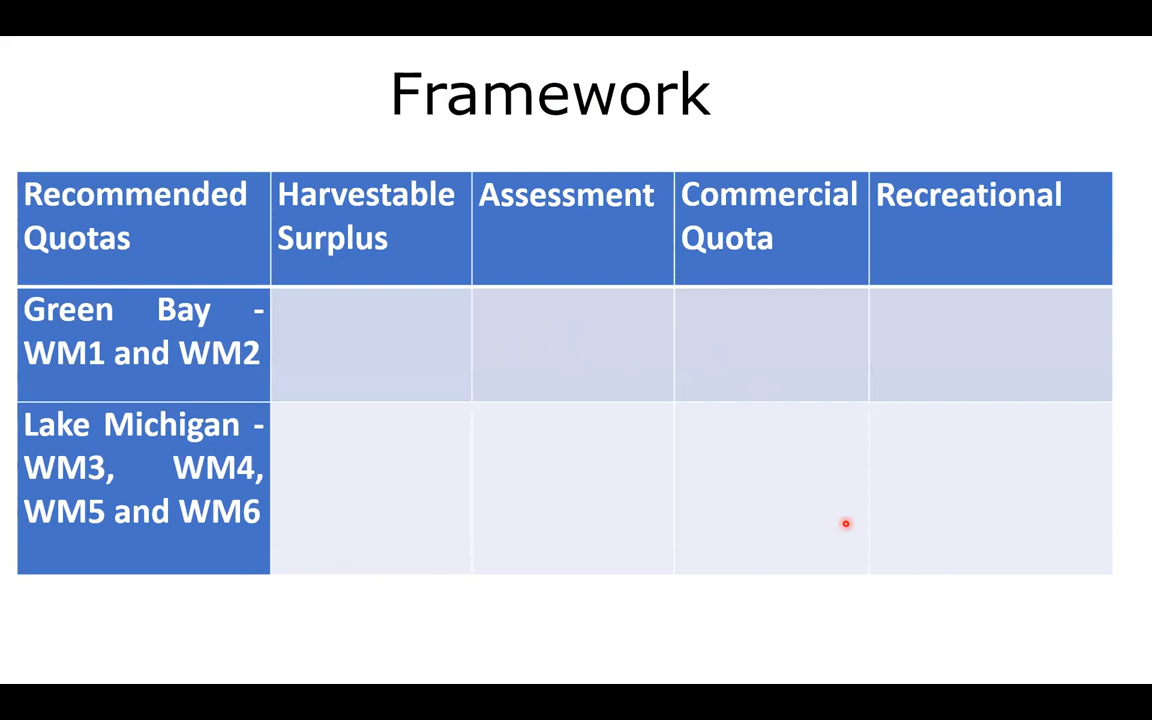 Framework
Recommended Quotas
Harvestable Surplus
Assessment
Commercial Quota
Recreational
Green Bay -
WM1 and WM2
Lake Michigan -
WM3, WM4,
WM5 and WM6